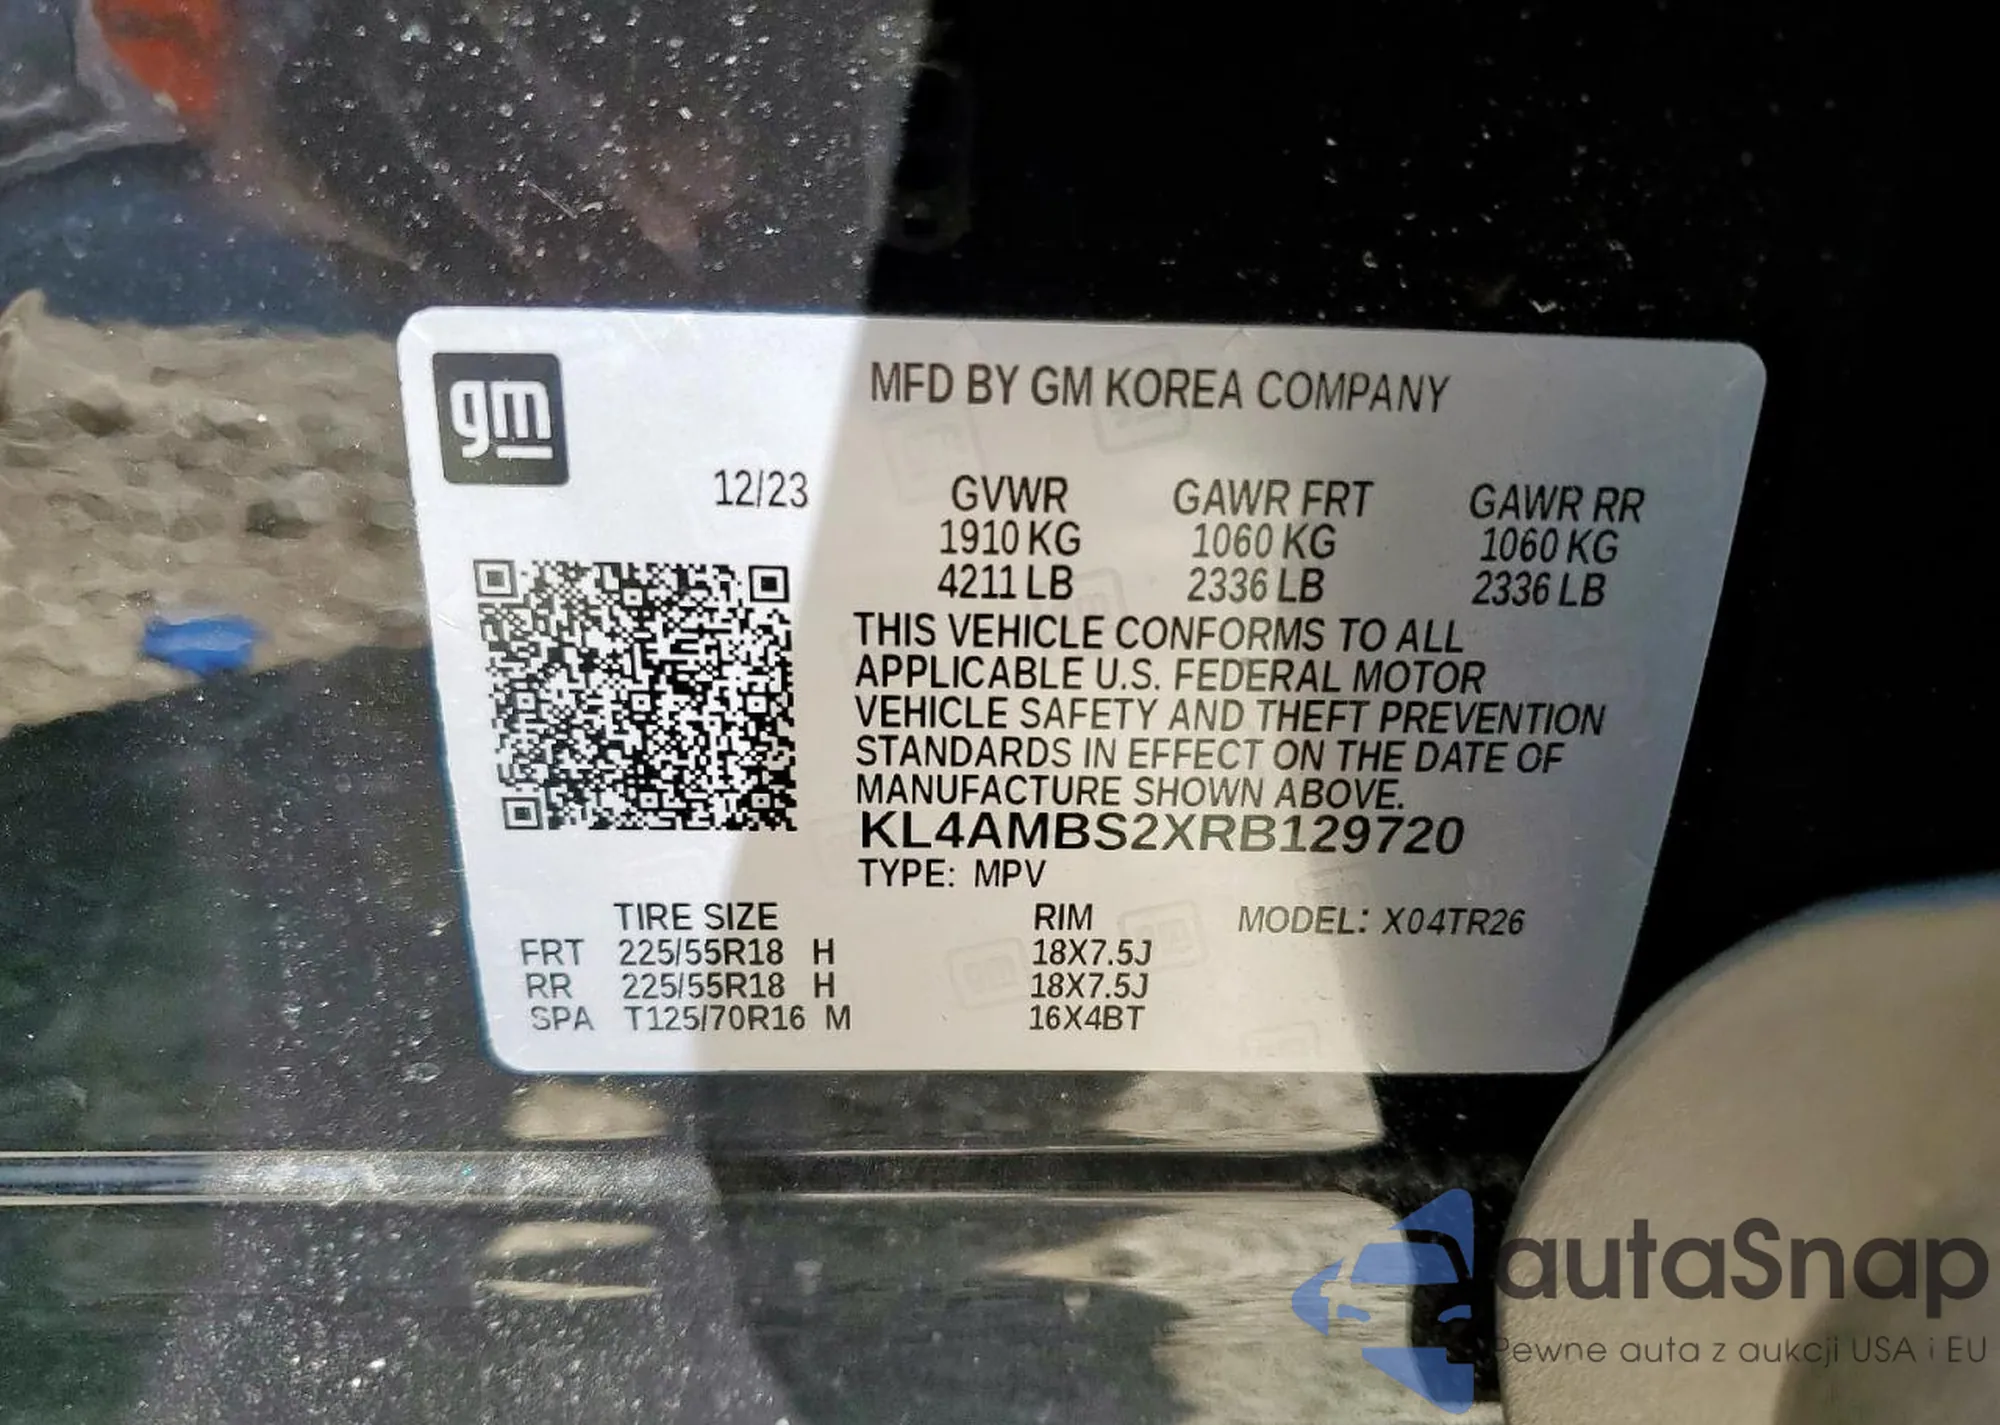 gm
MFD BY GM KOREA COMPANY
12/23
GVWR GAWR FRT GAWR RR
1910 KG 1060 KG 1060 KG
4211 LB 2336 LB 2336 LB
THIS VEHICLE CONFORMS TO ALL
APPLICABLE U.S. FEDERAL MOTOR
VEHICLE SAFETY AND THEFT PREVENTION
STANDARDS IN EFFECT ON THE DATE OF
MANUFACTURE SHOWN ABOVE.
KL4AMBS2XRB129720
TYPE: MPV
TIRE SIZE RIM MODEL: X04TR26
FRT 225/55R18 H 18X7.5J
RR 225/55R18 H 18X7.5J
SPA T125/70R16 M 16X4BT
autaSnap
Pewne auta z aukcji USA i EU